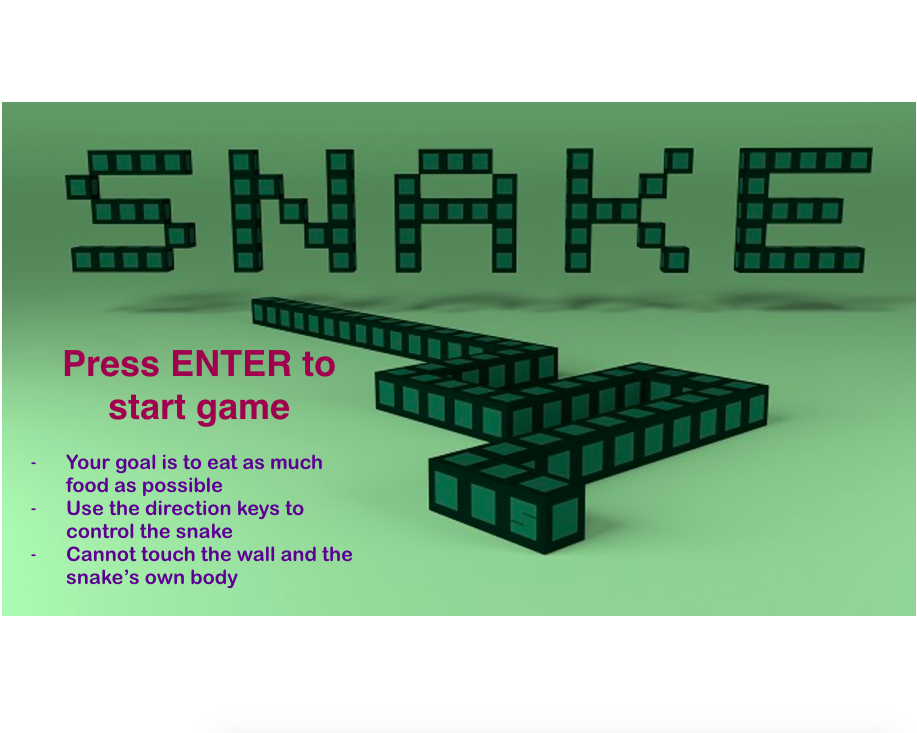 SNAKE
Press ENTER to
start game
- Your goal is to eat as much
food as possible
- Use the direction keys to
control the snake
- Cannot touch the wall and the
snake’s own body
S